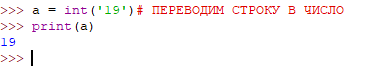 >>> a = int('19')# ПЕРЕВОДИМ СТРОКУ В ЧИСЛО
>>> print(a)
19
>>>